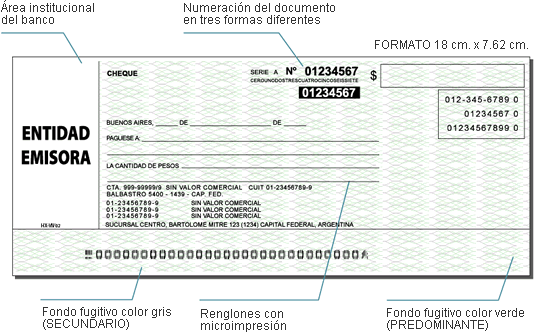 Área institucional
del banco
Numeración del documento
en tres formas diferentes
FORMATO 18 cm. x 7.62 cm.
CHEQUE
SERIE A Nº 01234567
CEROUNODOSTRESCUATROCINCOSEISSIETE
01234567
$
012-345-6789 0
01234567 0
01234567899 0
ENTIDAD
EMISORA
BUENOS AIRES, DE DE
PAGUESE A:
LA CANTIDAD DE PESOS
CTA. 999-99999/9 SIN VALOR COMERCIAL CUIT 01-23456789-9
BALBASTRO 5400 - 1439 - CAP. FED.
01-23456789-9 SIN VALOR COMERCIAL
01-23456789-9 SIN VALOR COMERCIAL
01-23456789-9 SIN VALOR COMERCIAL
SUCURSAL CENTRO, BARTOLOME MITRE 123 (1234) CAPITAL FEDERAL, ARGENTINA
Fondo fugitivo color gris
(SECUNDARIO)
Renglones con
microimpresión
Fondo fugitivo color verde
(PREDOMINANTE)